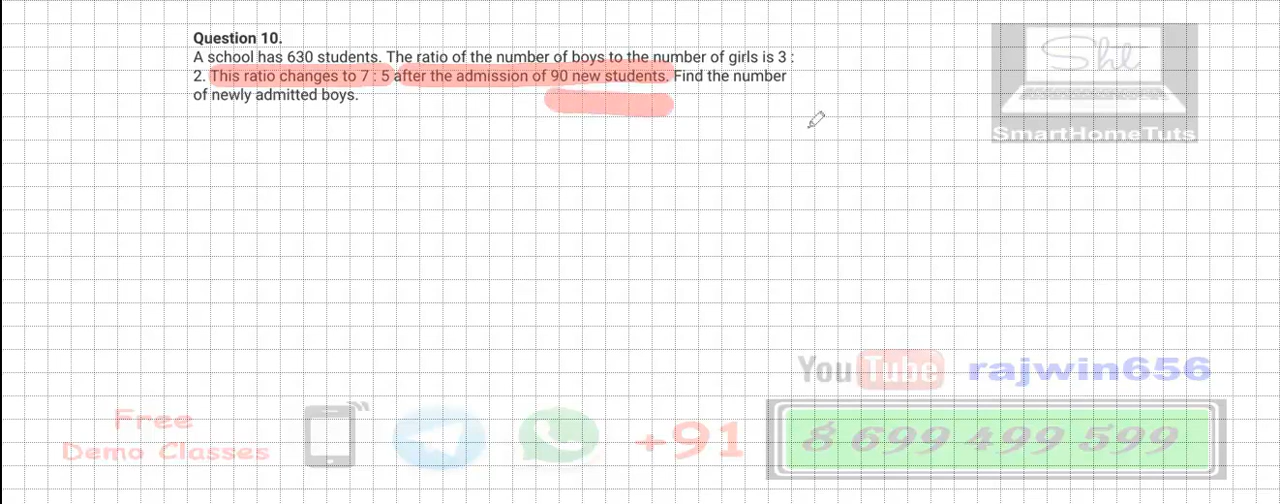 Question 10.
A school has 630 students. The ratio of the number of boys to the number of girls is 3 :
2. This ratio changes to 7 : 5 after the admission of 90 new students. Find the number
of newly admitted boys.
Sht
SmartHomeTuts
YouTube rajwin656
Free
Demo Classes
+91 8 699 499 599